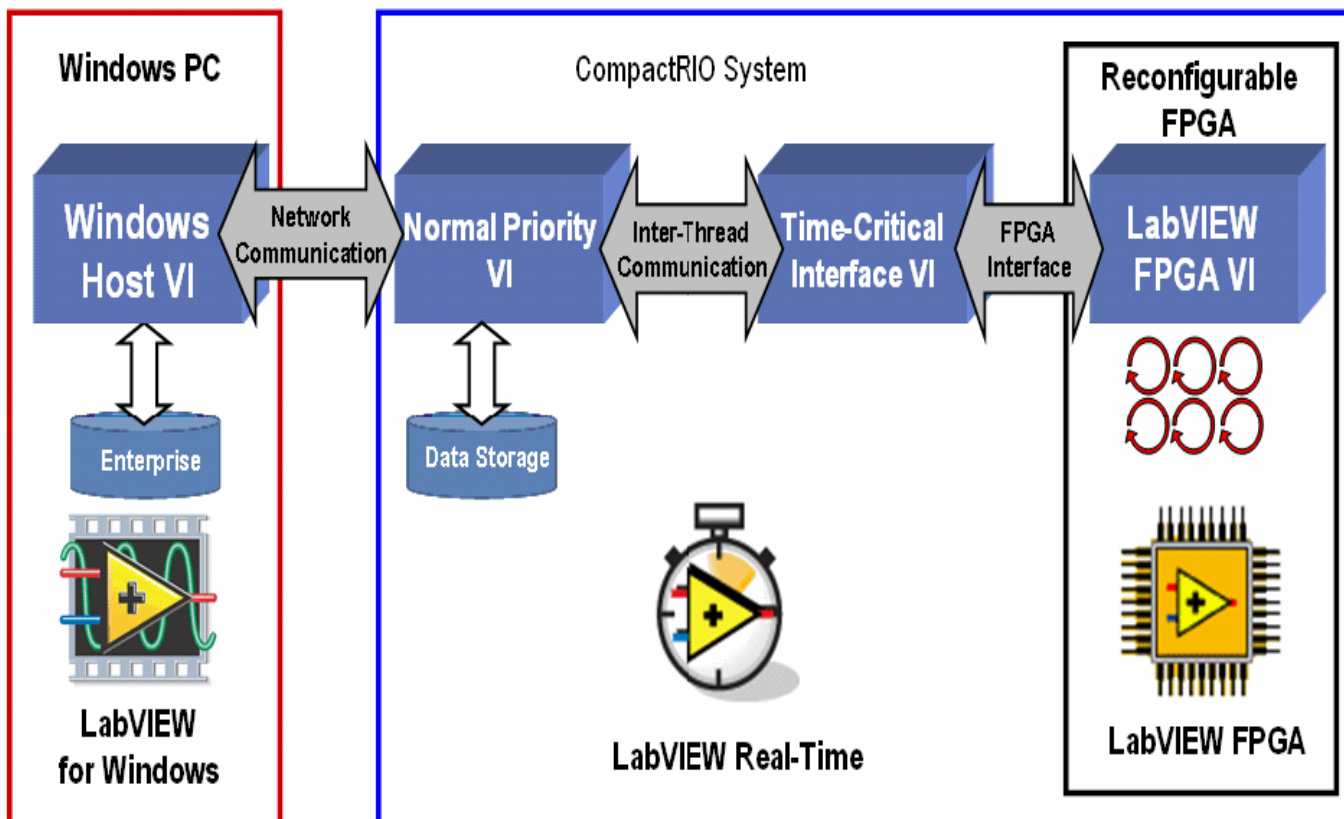 Windows PC
CompactRIO System
Reconfigurable
FPGA
Windows
Host VI
Network
Communication
Normal Priority
VI
Inter-Thread
Communication
Time-Critical
Interface VI
FPGA
Interface
LabVIEW
FPGA VI
Enterprise
Data Storage
LabVIEW
for Windows
LabVIEW Real-Time
LabVIEW FPGA